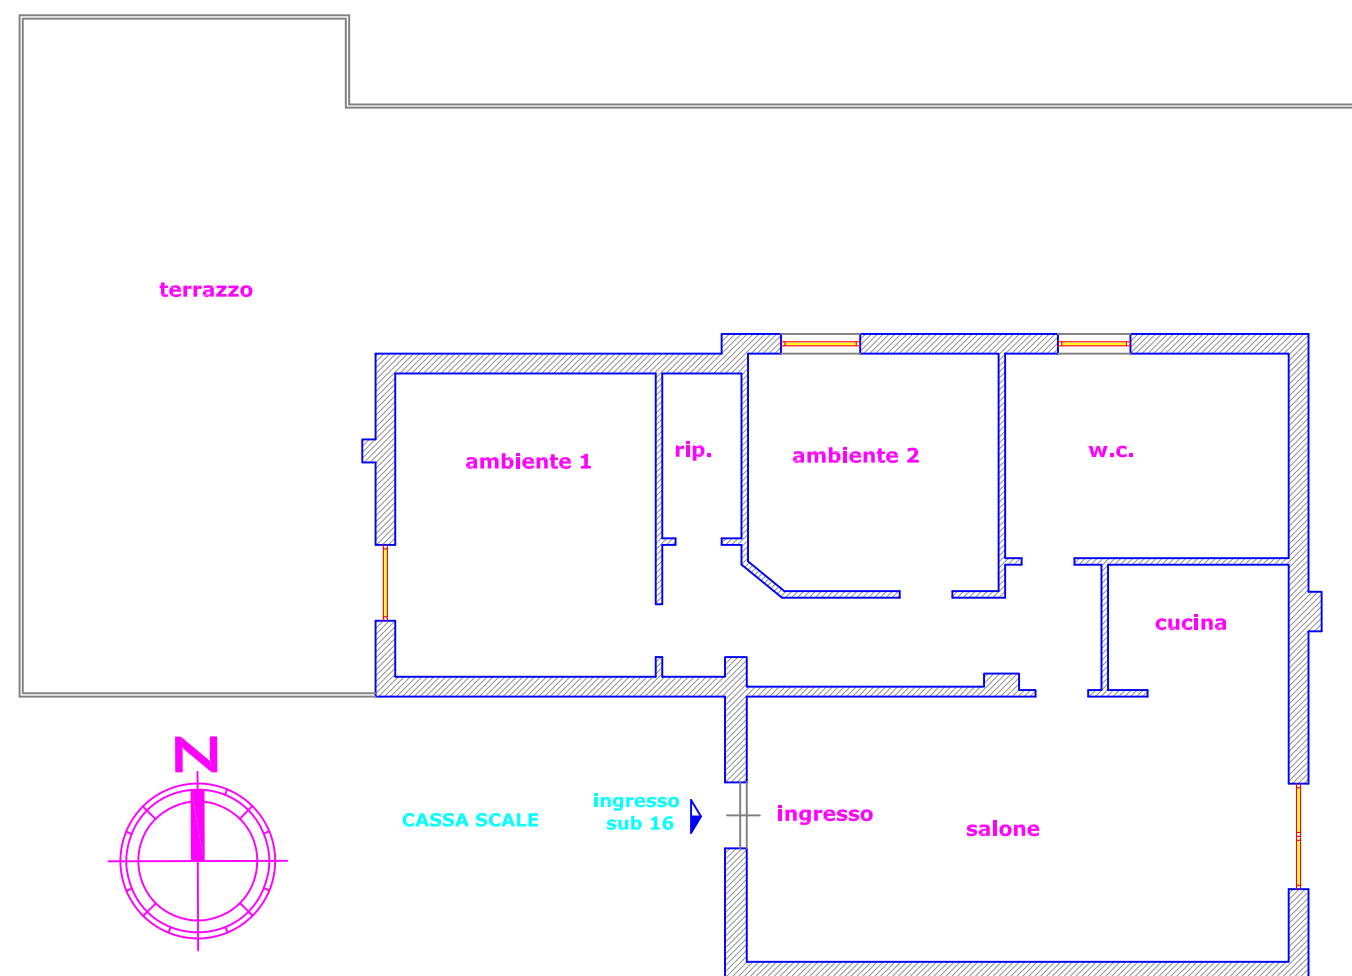 terrazzo
rip.
w.c.
ambiente 1
ambiente 2
cucina
N
CASSA SCALE
ingresso
sub 16
ingresso
salone